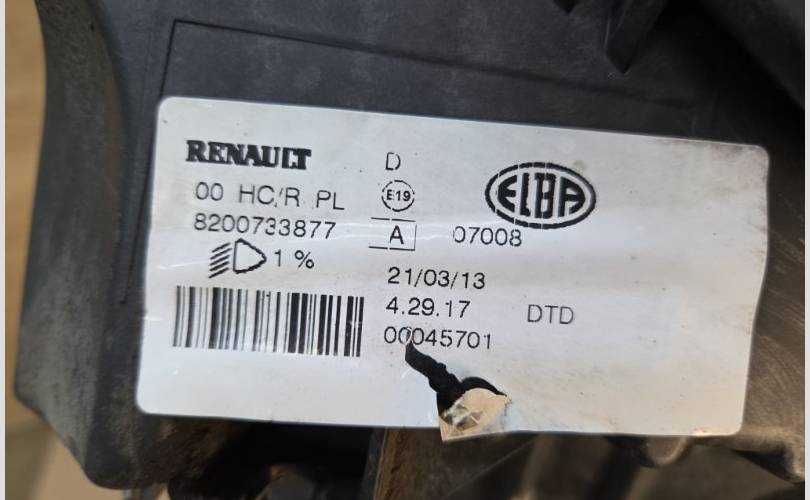 RENAULT D ELBA
00 HC/R PL E19
8200733877 A 07008
1 %
21/03/13
4.29.17 DTD
00045701